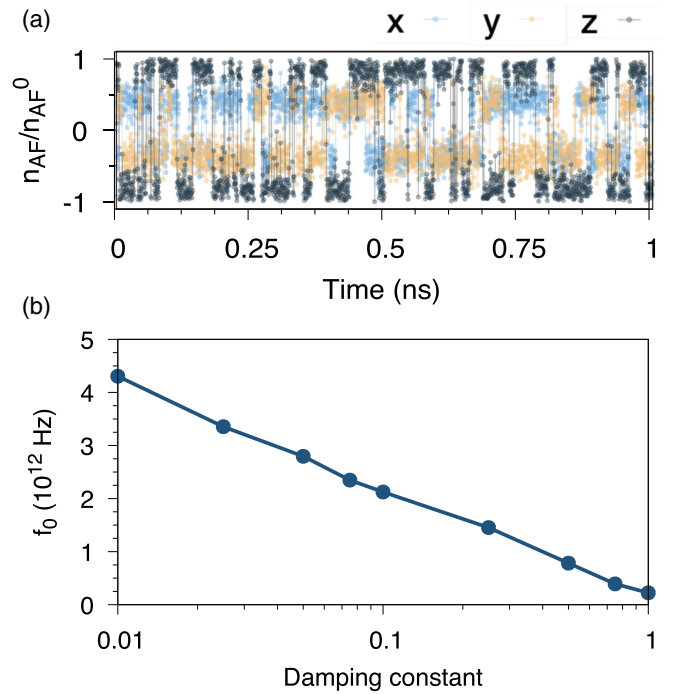 (a)
x y z
n_AF/n_AF^0
1
0
-1
0 0.25 0.5 0.75 1
Time (ns)
(b)
f_0 (10^12 Hz)
5
4
3
2
1
0
0.01 0.1 1
Damping constant